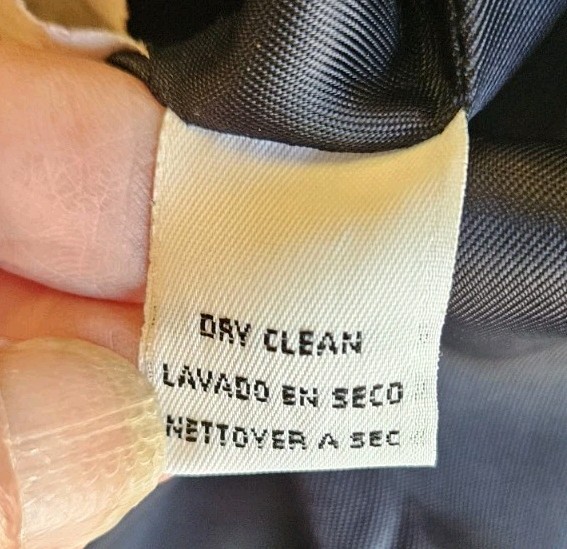 DRY CLEAN
LAVADO EN SECO
NETTOYER A SEC